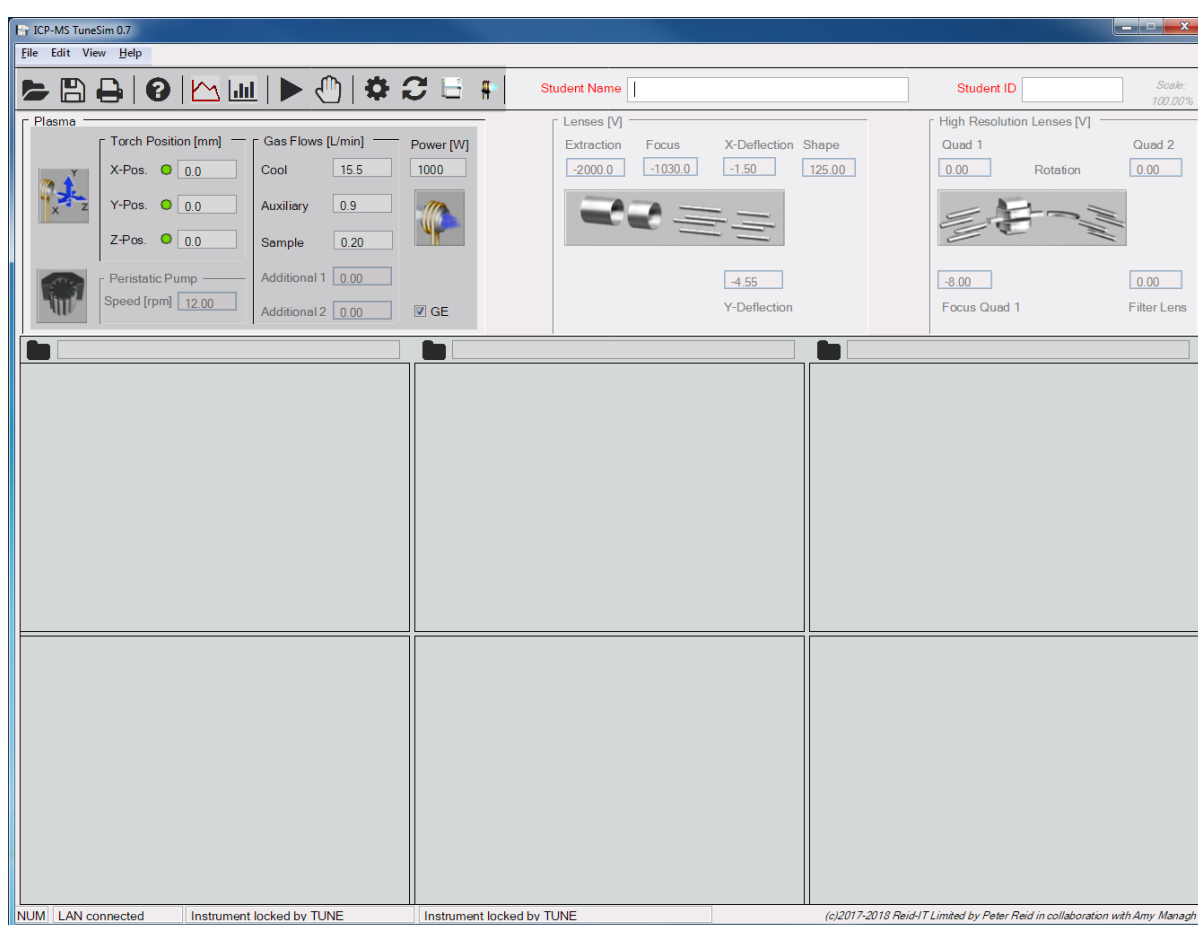 ICP-MS TuneSim 0.7
File Edit View Help
Student Name
Student ID
Scale:
100.00%
Plasma
Torch Position [mm]
X-Pos. 0.0
Y-Pos. 0.0
Z-Pos. 0.0
Peristatic Pump
Speed [rpm] 12.00
Gas Flows [L/min]
Cool 15.5
Auxiliary 0.9
Sample 0.20
Additional 1 0.00
Additional 2 0.00
Power [W]
1000
GE
Lenses [V]
Extraction Focus X-Deflection Shape
-2000.0 -1030.0 -1.50 125.00
-4.55
Y-Deflection
High Resolution Lenses [V]
Quad 1 Quad 2
0.00 Rotation 0.00
-8.00 0.00
Focus Quad 1 Filter Lens
X Y Z
NUM LAN connected Instrument locked by TUNE Instrument locked by TUNE (c)2017-2018 Reid-IT Limited by Peter Reid in collaboration with Amy Managh